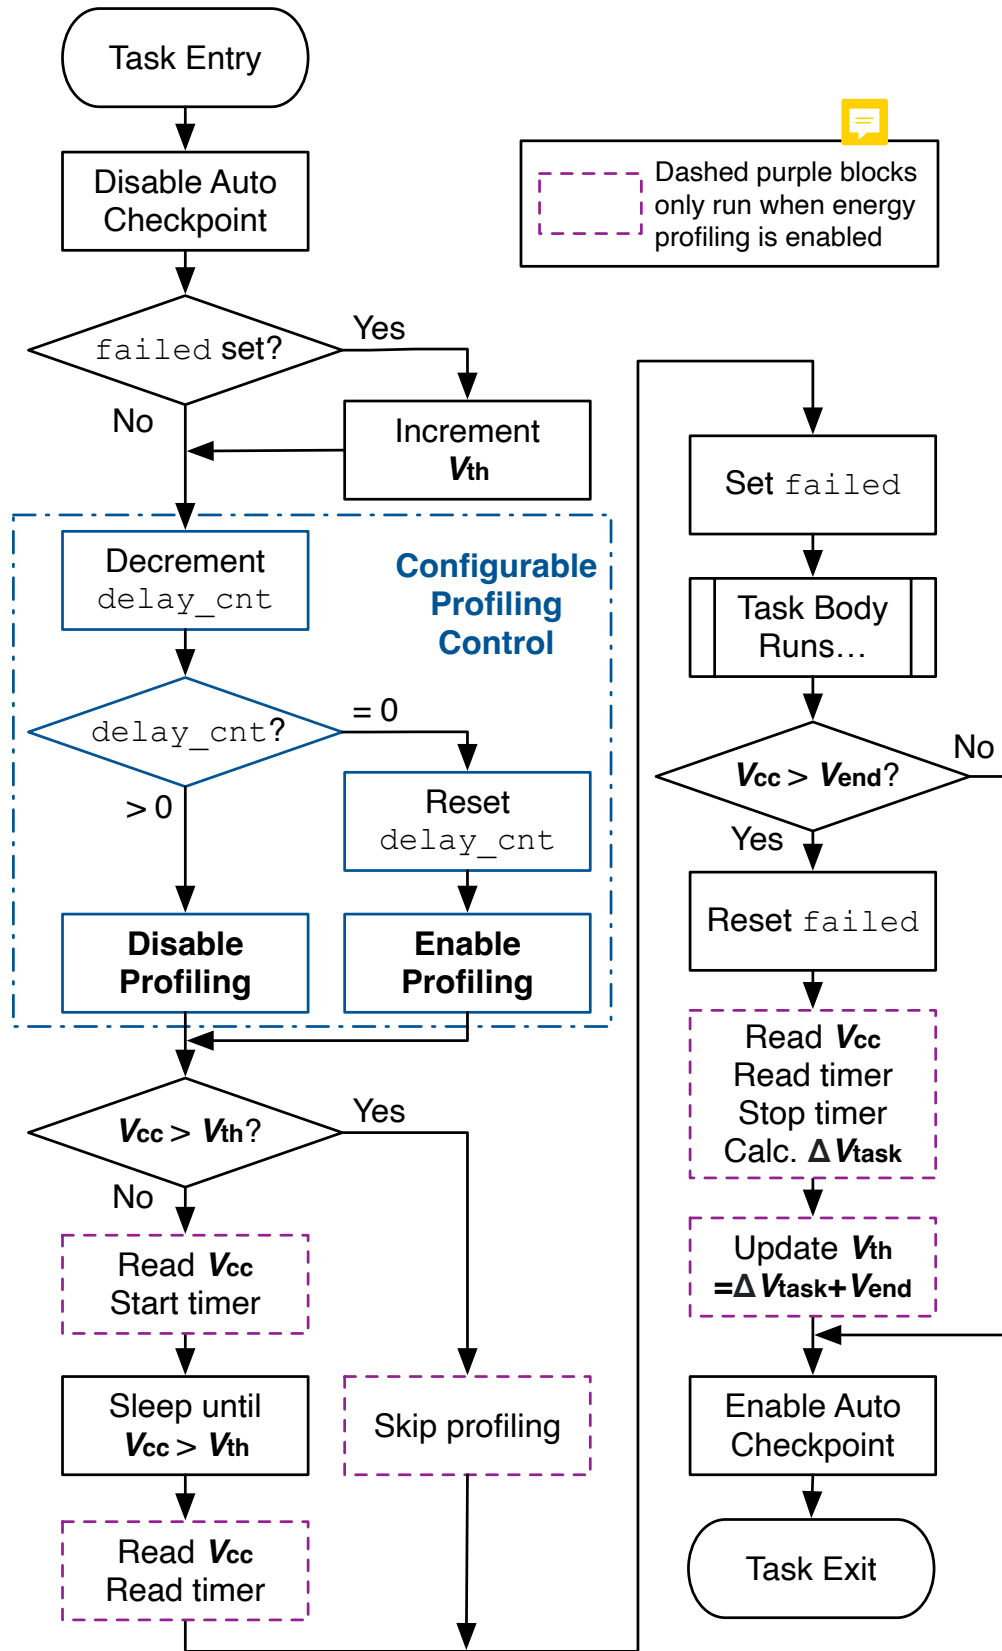 Task Entry
Disable Auto
Checkpoint
failed set?
Yes
No
Increment
Vth
Decrement
delay_cnt
Configurable
Profiling
Control
delay_cnt?
= 0
> 0
Reset
delay_cnt
Disable
Profiling
Enable
Profiling
Vcc > Vth?
Yes
No
Read Vcc
Start timer
Sleep until
Vcc > Vth
Read Vcc
Read timer
Skip profiling
Dashed purple blocks
only run when energy
profiling is enabled
Set failed
Task Body
Runs...
Vcc > Vend?
No
Yes
Reset failed
Read Vcc
Read timer
Stop timer
Calc. ΔVtask
Update Vth
=ΔVtask+Vend
Enable Auto
Checkpoint
Task Exit